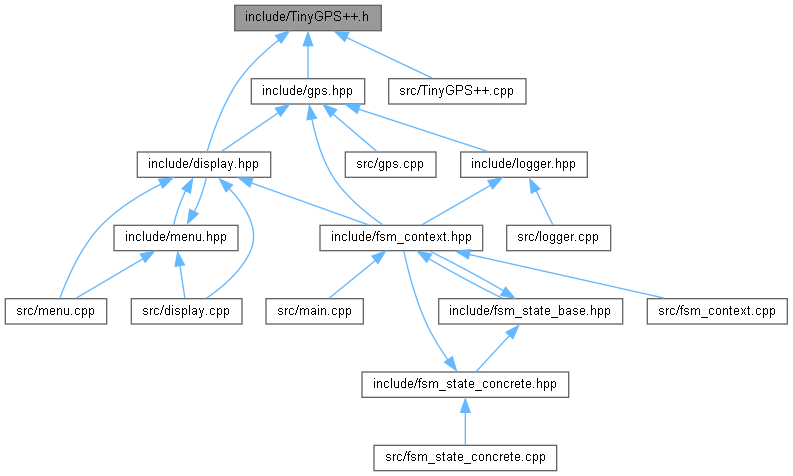 include/TinyGPS++.h
include/gps.hpp
src/TinyGPS++.cpp
include/display.hpp
src/gps.cpp
include/logger.hpp
include/menu.hpp
include/fsm_context.hpp
src/logger.cpp
src/menu.cpp
src/display.cpp
src/main.cpp
include/fsm_state_base.hpp
src/fsm_context.cpp
include/fsm_state_concrete.hpp
src/fsm_state_concrete.cpp